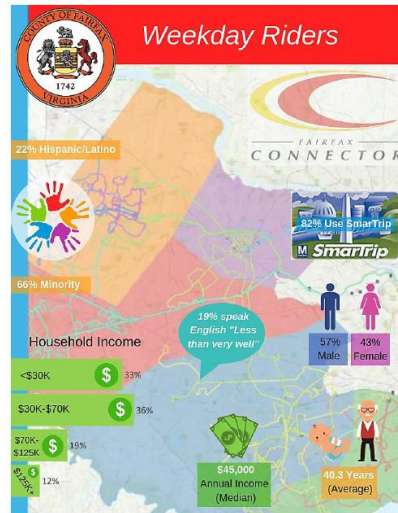 COUNTY OF FAIRFAX
VIRGINIA
1742
Weekday Riders
FAIRFAX
CONNECTOR
22% Hispanic/Latino
82% Use SmarTrip
M SmarTrip
66% Minority
19% speak
English "Less
than very well"
57%
Male
43%
Female
Household Income
<$30K
$
33%
$30K-$70K
$
36%
$70K-
$125K
$
19%
$125K+
$
12%
$45,000
Annual Income
(Median)
40.3 Years
(Average)